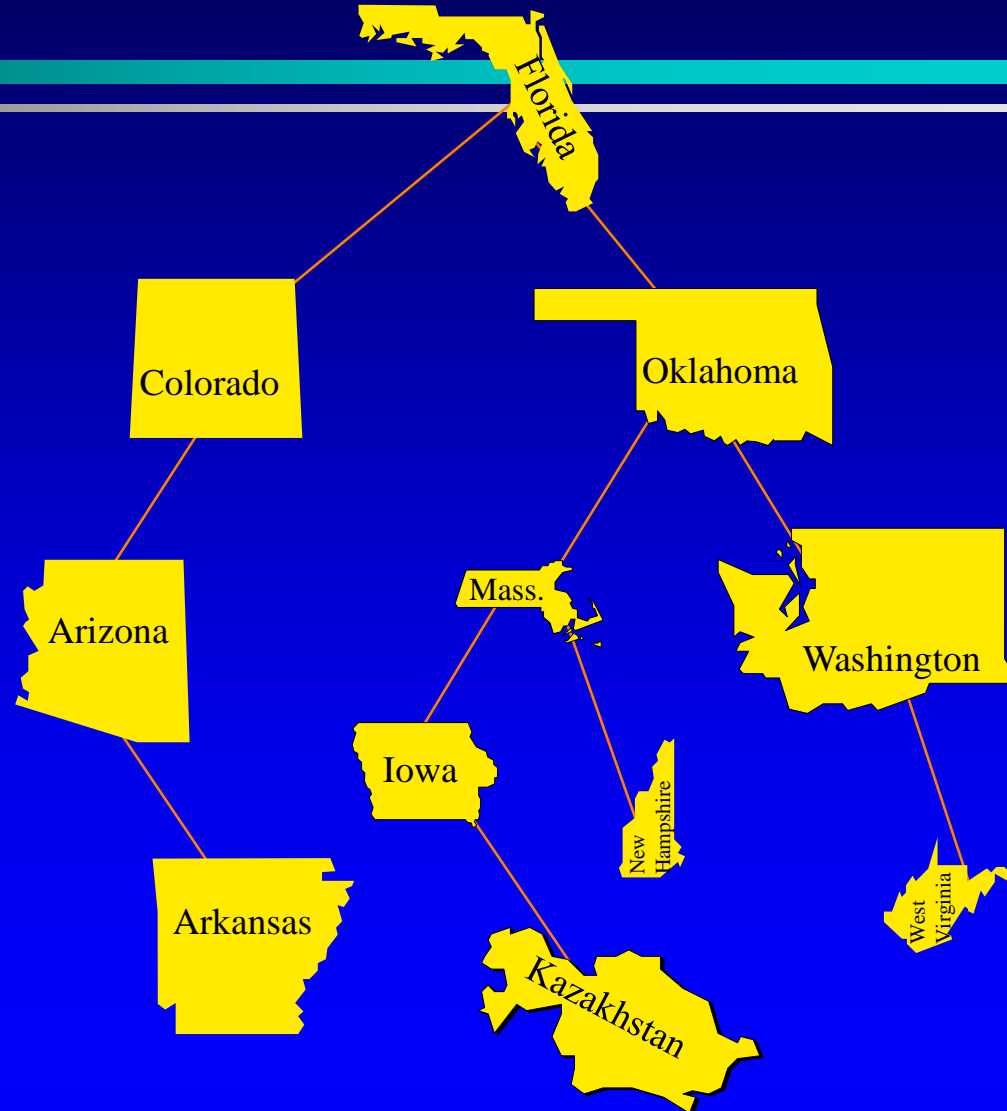 Florida
Colorado
Oklahoma
Arizona
Mass.
Washington
Iowa
New
Hampshire
Arkansas
West
Virginia
Kazakhstan